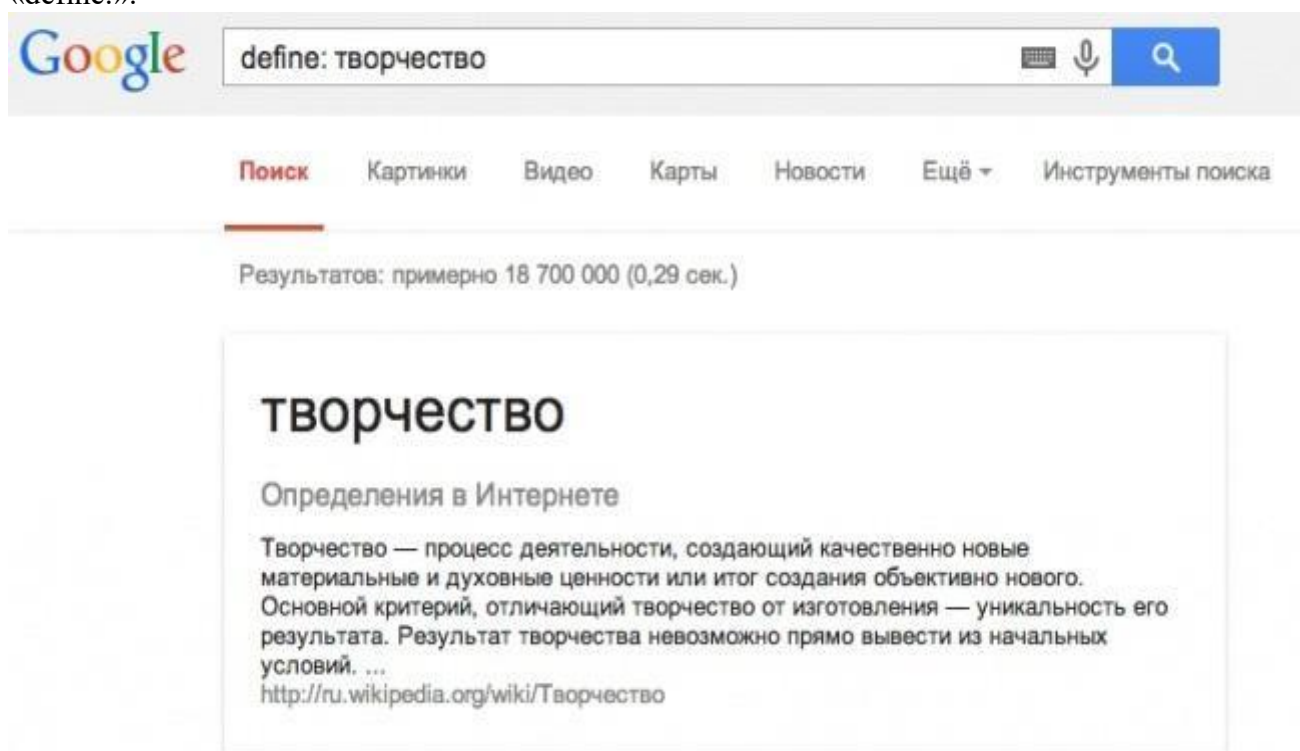 «define:».
Google
define: творчество
Поиск Картинки Видео Карты Новости Ещё Инструменты поиска
Результатов: примерно 18 700 000 (0,29 сек.)
творчество
Определения в Интернете
Творчество — процесс деятельности, создающий качественно новые
материальные и духовные ценности или итог создания объективно нового.
Основной критерий, отличающий творчество от изготовления — уникальность его
результата. Результат творчества невозможно прямо вывести из начальных
условий. ...
http://ru.wikipedia.org/wiki/Творчество